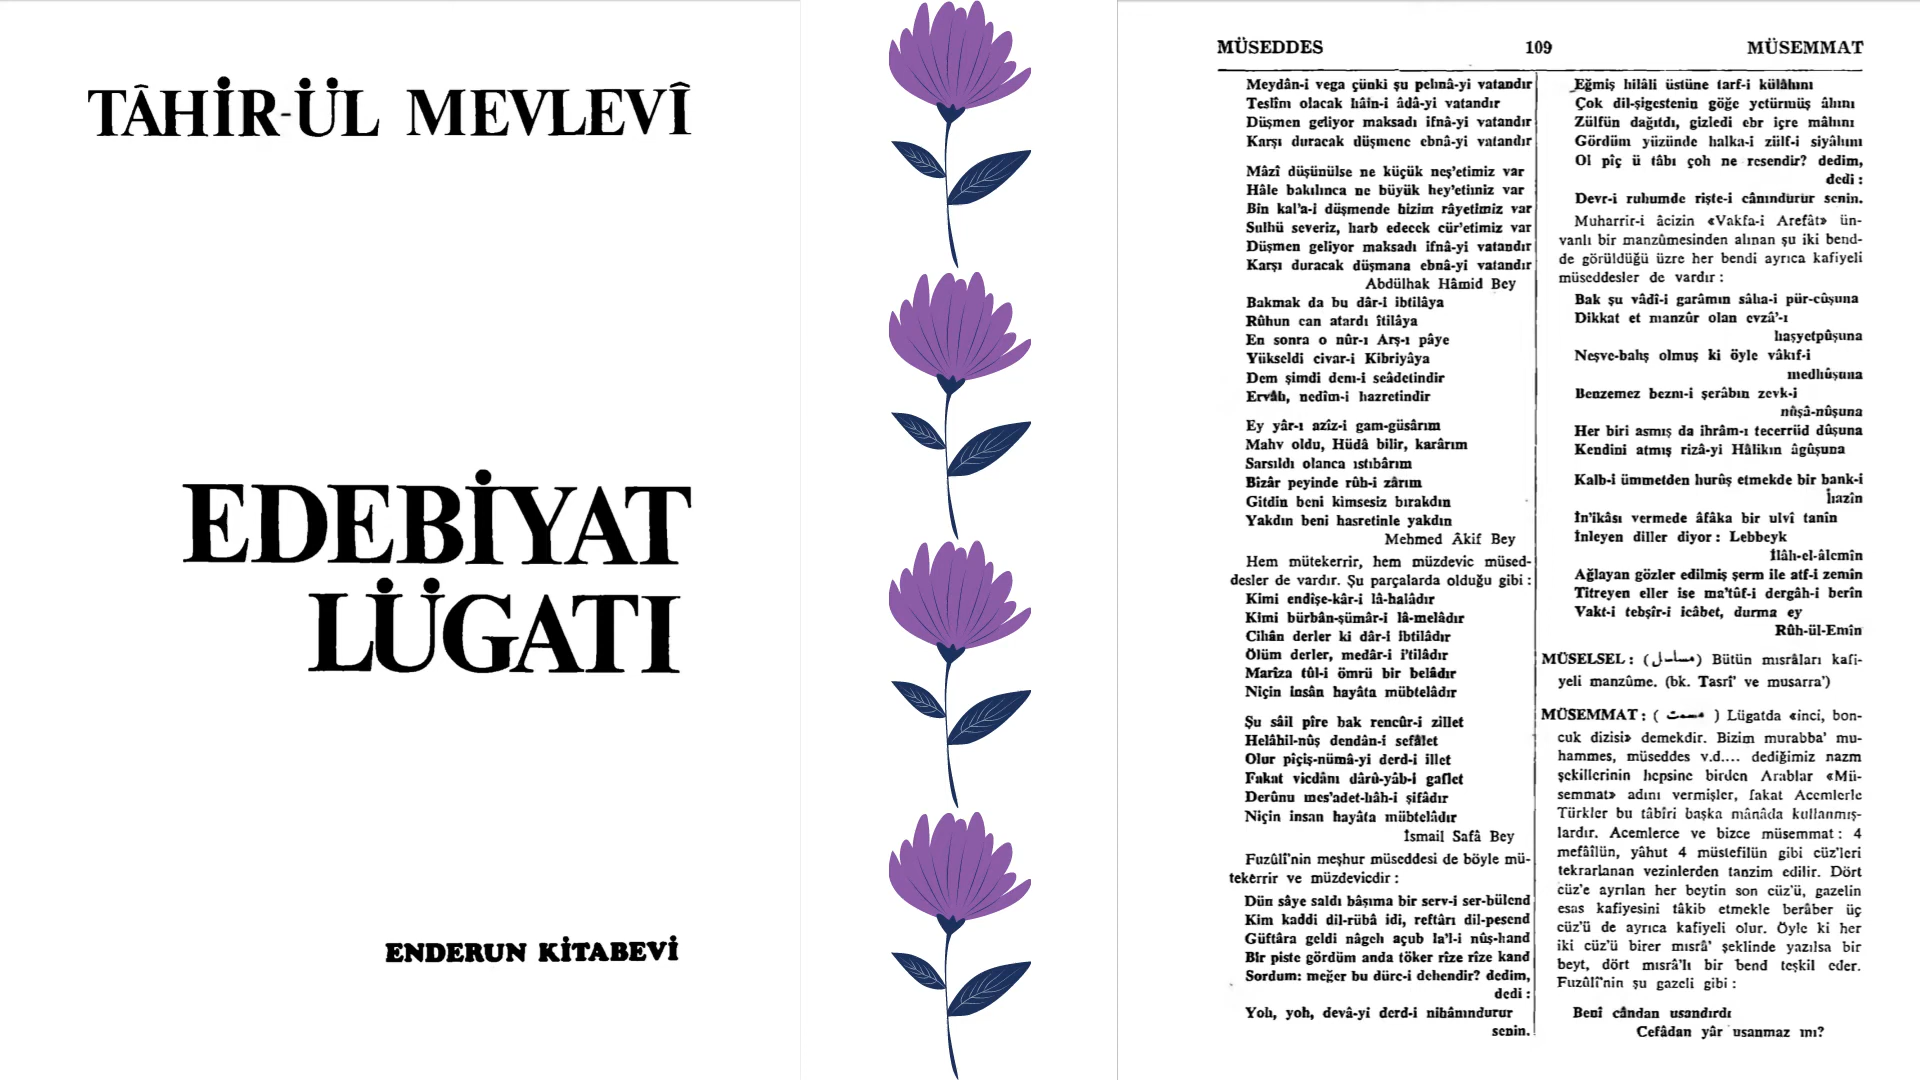 TÂHİR-ÜL MEVLEVÎ
EDEBİYAT
LÜGATI
ENDERUN KİTABEVİ
MÜSEDDES 109 MÜSEMMAT
Meydân-i vega çünki şu pehnâ-yi vatandır
Teslîm olacak hâin-i âdâ-yi vatandır
Düşmen geliyor maksadı ifnâ-yi vatandır
Karşı duracak düşmene ebnâ-yi vatandır
Mâzî düşünülse ne küçük neş'etimiz var
Hâle bakılınca ne büyük hey'etimiz var
Bin kal'a-i düşmende bizim râyetimiz var
Sulhü severiz, harb edecek cür'etimiz var
Düşmen geliyor maksadı ifnâ-yi vatandır
Karşı duracak düşmana ebnâ-yi vatandır
Abdülhak Hâmid Bey
Bakmak da bu dâr-i ibtilâya
Rûhun can atardı îtilâya
En sonra o nûr-ı Arş-ı pâye
Yükseldi civar-i Kibriyâya
Dem şimdi dem-i seâdetindir
Ervâh, nedîm-i hazretindir
Ey yâr-ı azîz-i gam-güsârım
Mahv oldu, Hüdâ bilir, karârım
Sarsıldı olanca ıstıbârım
Bizâr peyinde rûh-i zârım
Gitdin beni kimsesiz bırakdın
Yakdın beni hasretinle yakdın
Mehmed Âkif Bey
Hem mütekerrir, hem müzdevic müsed-
desler de vardır. Şu parçalarda olduğu gibi :
Kimi endîşe-kâr-i lâ-halâdır
Kimi bürbân-şümâr-i lâ-melâdır
Cihân derler ki dâr-i İbtilâdır
Ölüm derler, medâr-i i'tilâdır
Marîza tûl-i ömrü bir belâdır
Niçin insân hayâta mübtelâdır
Şu sâil pîre bak rencûr-i zillet
Helâhil-nûş dendân-i sefâlet
Olur pîçiş-nümâ-yi derd-i illet
Fakat vicdânı dârû-yâb-i gaflet
Derûnu mes'adet-hâh-i şifâdır
Niçin insan hayâta mübtelâdır
İsmail Safâ Bey
Fuzûlî'nin meşhur müseddesi de böyle mü-
tekerrir ve müzdevicdir :
Dün sâye saldı bâşıma bir serv-i ser-bülend
Kim kaddi dil-rübâ idi, reftârı dil-pesend
Güftâra geldi nâgeh açub la'l-i nûş-hand
Bir piste gördüm anda töker rîze rîze kand
Sordum: meğer bu dürc-i dehendir? dedim,
dedi :
Yoh, yoh, devâ-yi derd-i nihânındurur
senin.
Eğmiş hilâli üstüne tarf-i külâhını
Çok dil-şigestenin göğe yetürmüş âhını
Zülfün dağıtdı, gizledi ebr içre mâhını
Gördüm yüzünde halka-i zülf-i siyâhını
Ol pîç ü tâbı çoh ne resendir? dedim,
dedi :
Devr-i ruhumde rişte-i cânındurur senin.
Muharrir-i âcizin «Vakfa-i Arefât» ün-
vanlı bir manzûmesinden alınan şu iki bend-
de görüldüğü üzre her bendi ayrıca kafiyeli
müseddesler de vardır :
Bak şu vâdî-i garâmın sâha-i pür-cûşuna
Dikkat et manzûr olan evzâ'-ı
haşyetpûşuna
Neşve-bahş olmuş ki öyle vâkıf-i
medhûşuna
Benzemez bezm-i şerâbın zevk-i
nûşâ-nûşuna
Her biri asmış da ihrâm-ı tecerrüd dûşuna
Kendini atmış rizâ-yi Hâlikın âgûşuna
Kalb-i ümmetden hurûş etmekde bir bank-i
hazîn
İn'ikâsı vermede âfâka bir ulvî tanîn
İnleyen diller diyor : Lebbeyk
İlâh-el-âlemîn
Ağlayan gözler edilmiş şerm ile atf-i zemîn
Titreyen eller ise ma'tûf-i dergâh-i berîn
Vakt-i tebşîr-i icâbet, durma ey
Rûh-ül-Emîn
MÜSELSEL : (مسلسل) Bütün mısrâları kafi-
yeli manzûme. (bk. Tasrî' ve musarra')
MÜSEMMAT : ( مسمت ) Lügatda «inci, bon-
cuk dizisi» demekdir. Bizim murabba' mu-
hammes, müseddes v.d.... dediğimiz nazm
şekillerinin hepsine birden Arablar «Mü-
semmat» adını vermişler, fakat Acemlerle
Türkler bu tâbîri başka mânâda kullanmış-
lardır. Acemlerce ve bizce müsemmat : 4
mefâîlün, yâhut 4 müstefilün gibi cüz'leri
tekrarlanan vezinlerden tanzim edilir. Dört
cüz'e ayrılan her beytin son cüz'ü, gazelin
esas kafiyesini tâkib etmekle berâber üç
cüz'ü de ayrıca kafiyeli olur. Öyle ki her
iki cüz'ü birer mısrâ' şeklinde yazılsa bir
beyt, dört mısrâ'lı bir bend teşkil eder.
Fuzûlî'nin şu gazeli gibi :
Benî cândan usandırdı
Cefâdan yâr usanmaz mı?